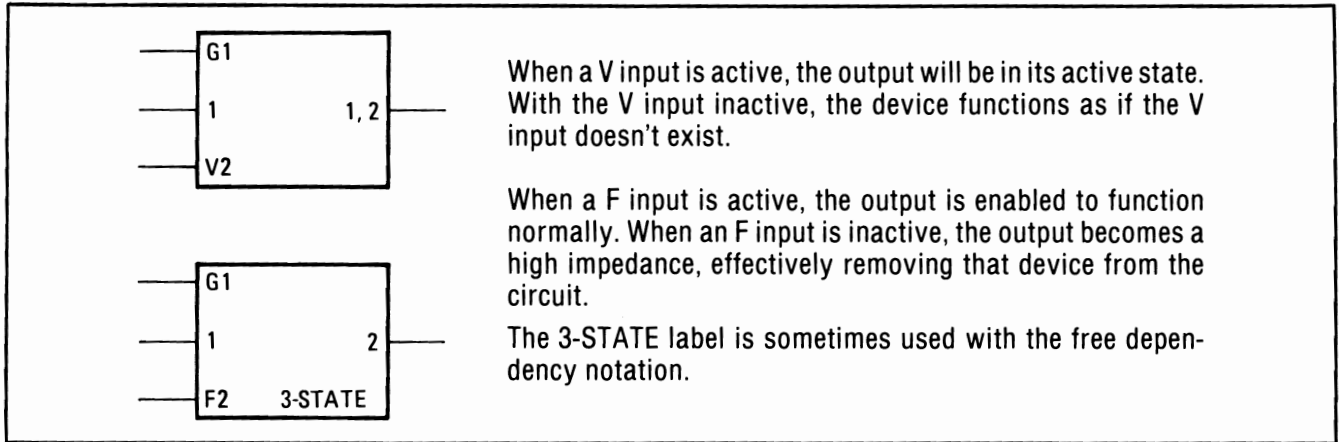 G1
1 1, 2
V2
When a V input is active, the output will be in its active state.
With the V input inactive, the device functions as if the V
input doesn't exist.
When a F input is active, the output is enabled to function
normally. When an F input is inactive, the output becomes a
high impedance, effectively removing that device from the
circuit.
G1
1 2
F2 3-STATE
The 3-STATE label is sometimes used with the free depen-
dency notation.